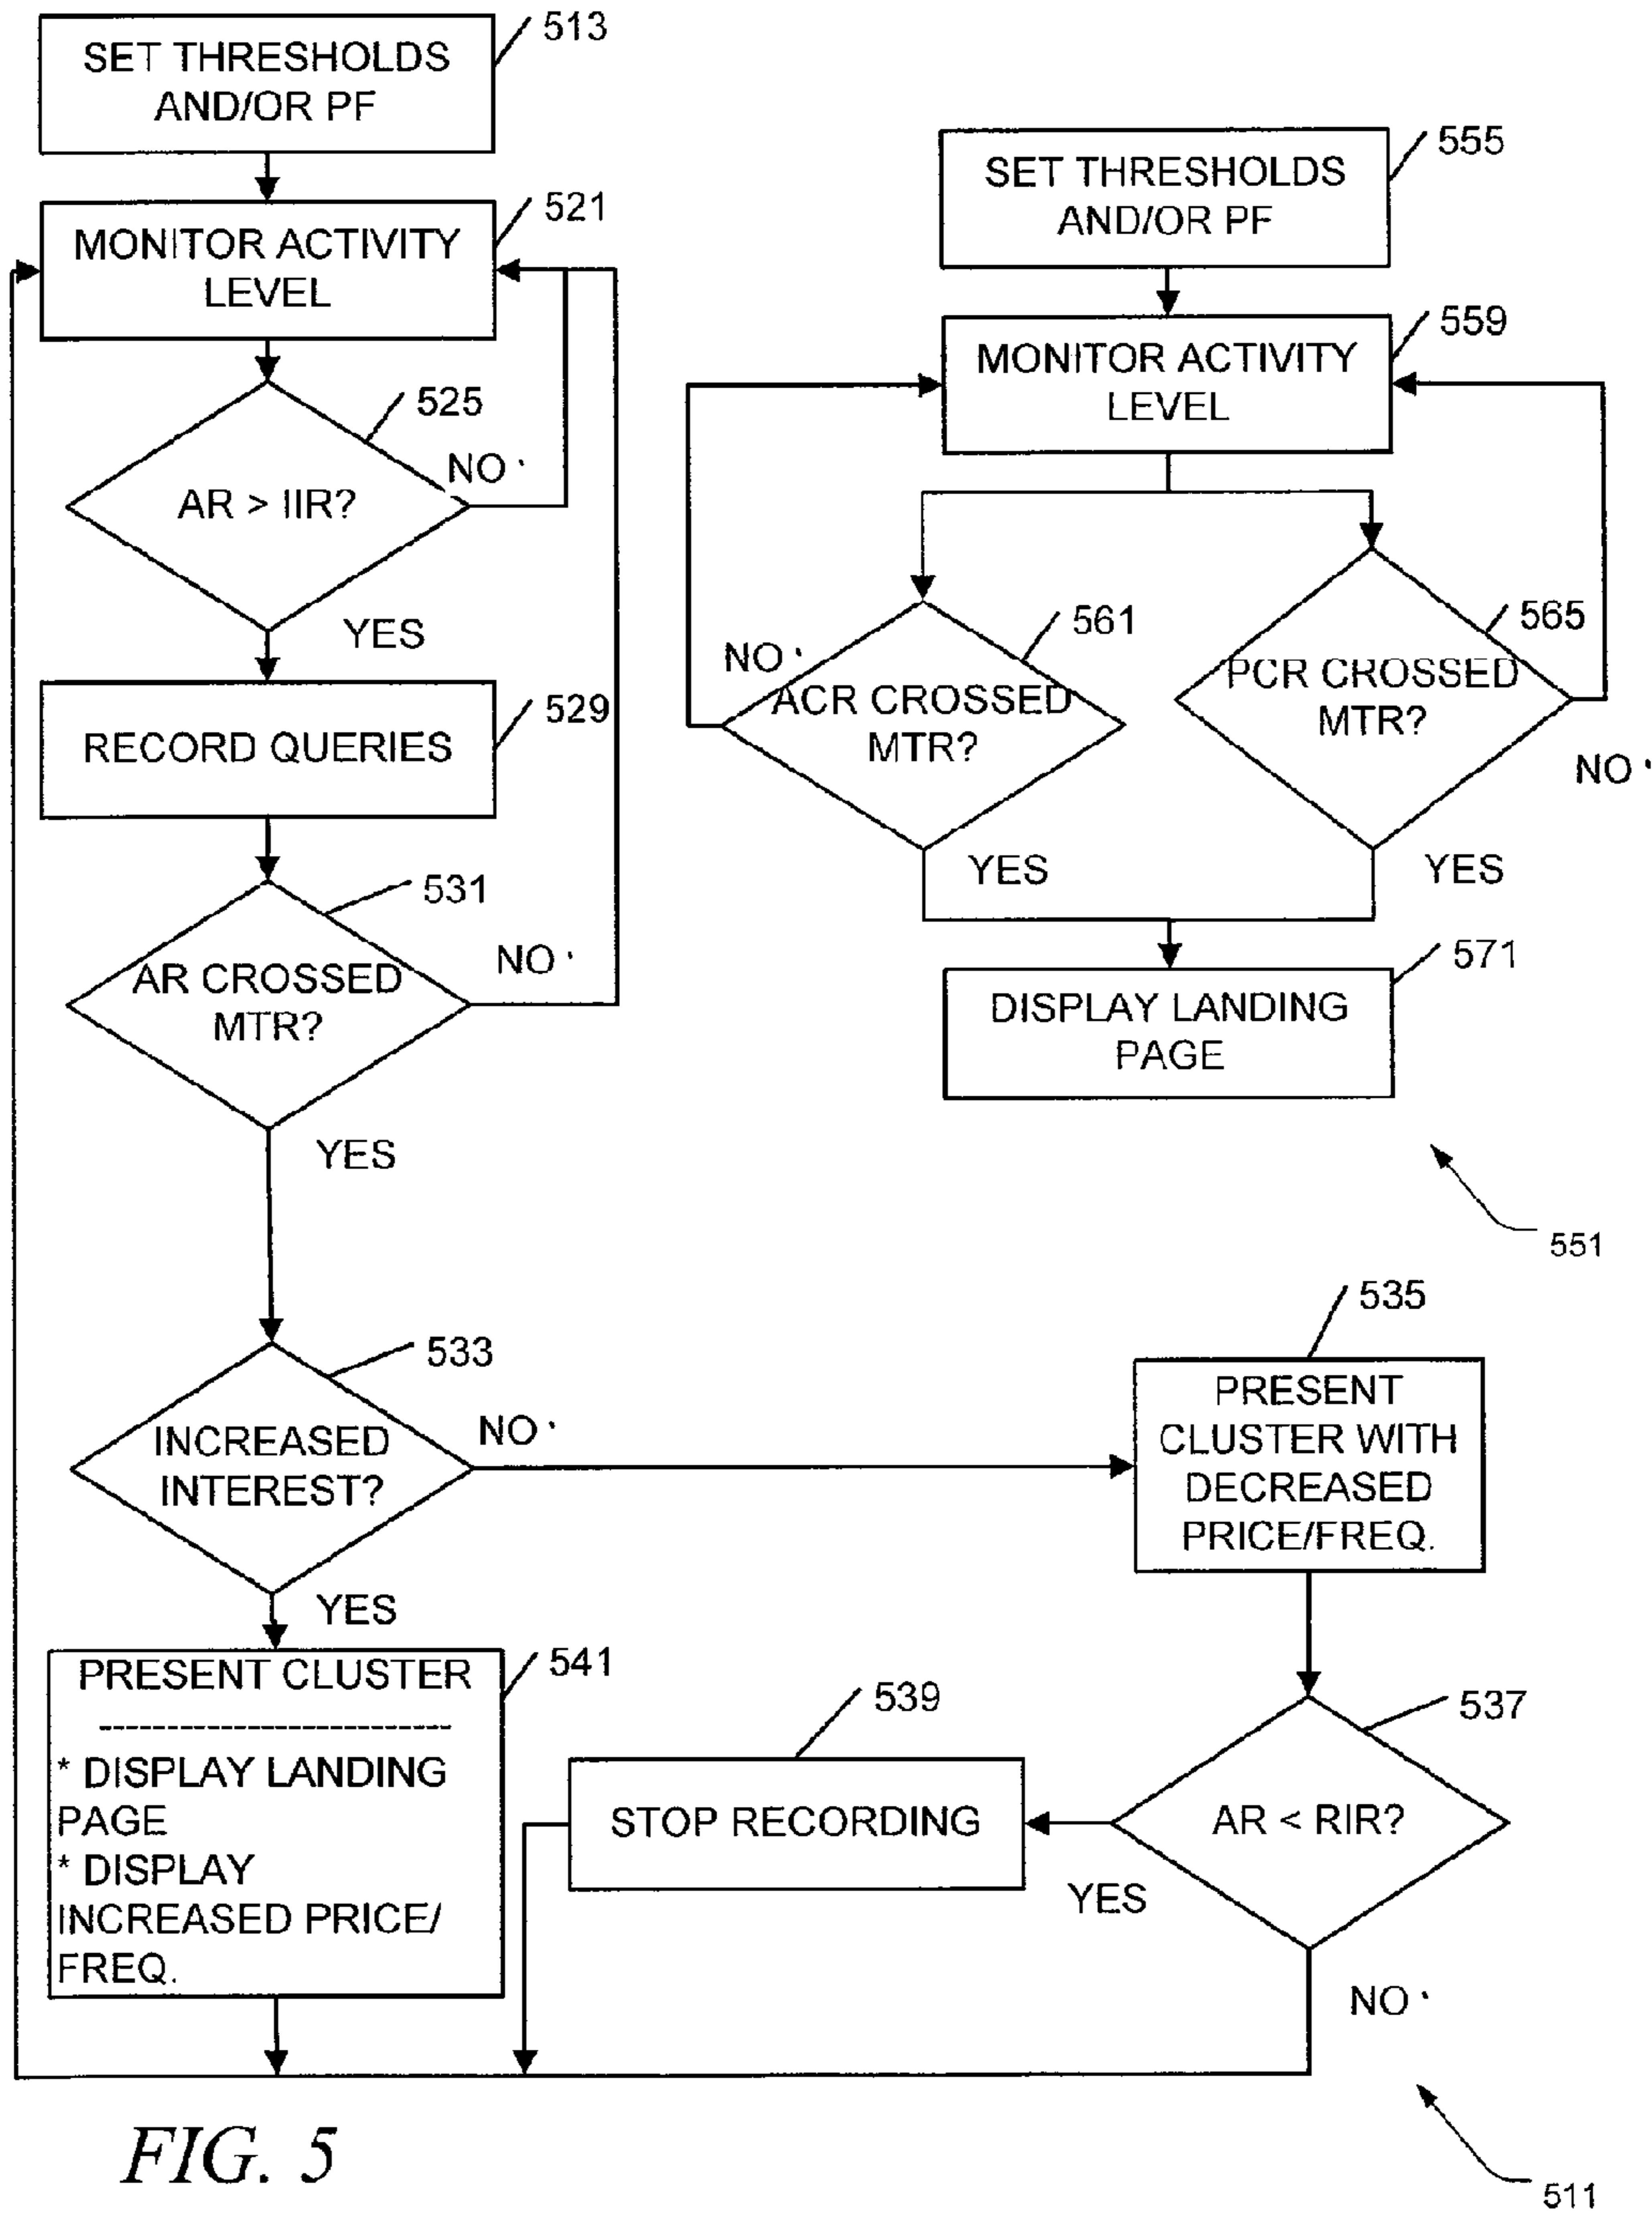 513
SET THRESHOLDS
AND/OR PF
521
MONITOR ACTIVITY
LEVEL
525
NO
AR > IIR?
YES
529
RECORD QUERIES
531
NO
AR CROSSED
MTR?
YES
533
NO
INCREASED
INTEREST?
YES
541
PRESENT CLUSTER
* DISPLAY LANDING
PAGE
* DISPLAY
INCREASED PRICE/
FREQ.
535
PRESENT
CLUSTER WITH
DECREASED
PRICE/FREQ.
537
AR < RIR?
YES
NO
539
STOP RECORDING
511
555
SET THRESHOLDS
AND/OR PF
559
MONITOR ACTIVITY
LEVEL
561
NO
ACR CROSSED
MTR?
YES
565
PCR CROSSED
MTR?
NO
YES
571
DISPLAY LANDING
PAGE
551
FIG. 5